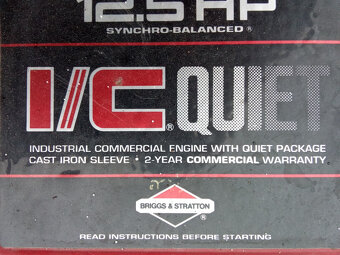 12.5 HP
SYNCHRO-BALANCED®
I/C® QUIET
INDUSTRIAL COMMERCIAL ENGINE WITH QUIET PACKAGE
CAST IRON SLEEVE • 2-YEAR COMMERCIAL WARRANTY
BRIGGS & STRATTON
®
READ INSTRUCTIONS BEFORE STARTING